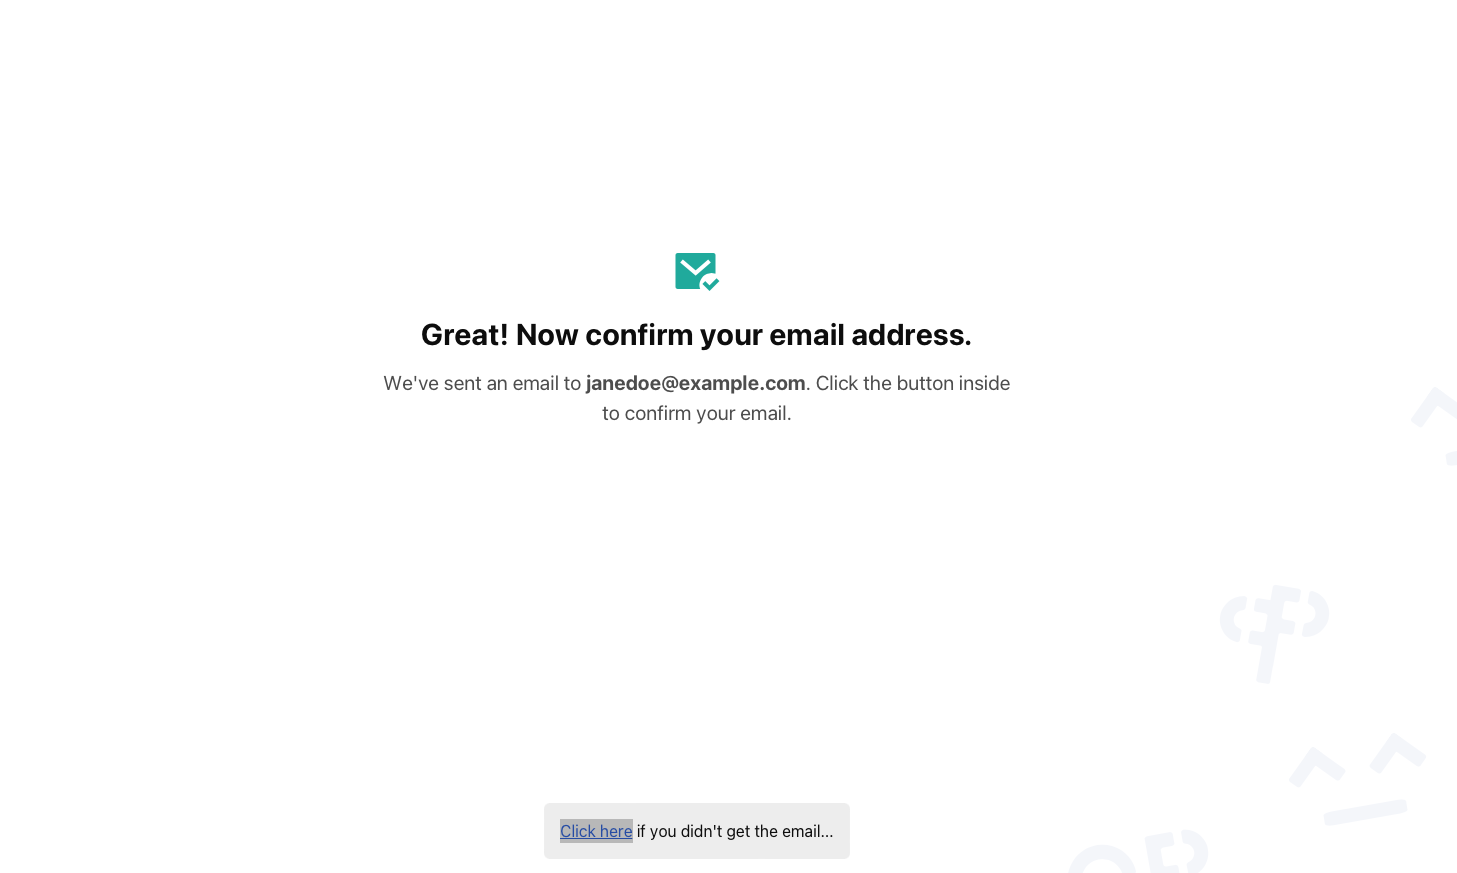 Great! Now confirm your email address.
We've sent an email to janedoe@example.com. Click the button inside
to confirm your email.
Click here if you didn't get the email...